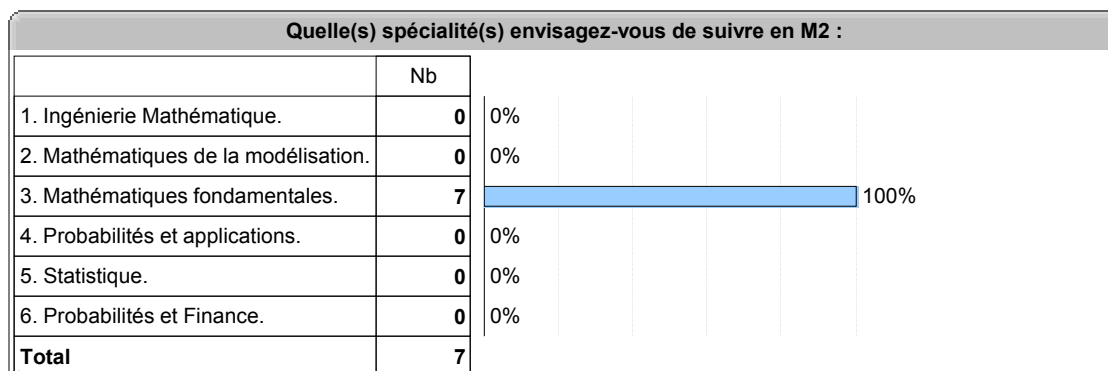 Quelle(s) spécialité(s) envisagez-vous de suivre en M2 :
Nb
1. Ingénierie Mathématique. 0 0%
2. Mathématiques de la modélisation. 0 0%
3. Mathématiques fondamentales. 7 100%
4. Probabilités et applications. 0 0%
5. Statistique. 0 0%
6. Probabilités et Finance. 0 0%
Total 7